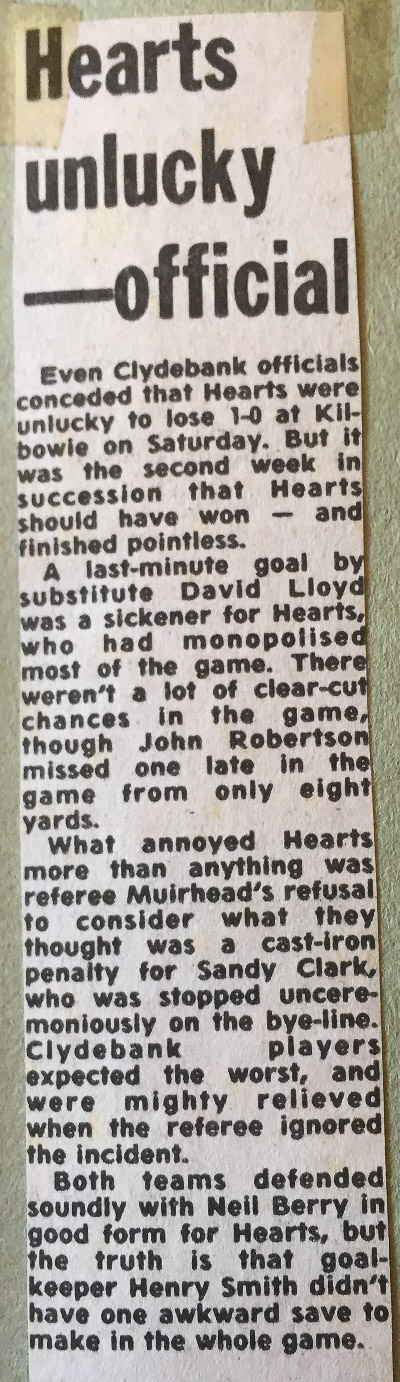 Hearts
unlucky
—official
Even Clydebank officials
conceded that Hearts were
unlucky to lose 1-0 at Kil-
bowie on Saturday. But it
was the second week in
succession that Hearts
should have won — and
finished pointless.
A last-minute goal by
substitute David Lloyd
was a sickener for Hearts,
who had monopolised
most of the game. There
weren't a lot of clear-cut
chances in the game,
though John Robertson
missed one late in the
game from only eight
yards.
What annoyed Hearts
more than anything was
referee Muirhead's refusal
to consider what they
thought was a cast-iron
penalty for Sandy Clark,
who was stopped uncere-
moniously on the bye-line.
Clydebank players
expected the worst, and
were mighty relieved
when the referee ignored
the incident.
Both teams defended
soundly with Neil Berry in
good form for Hearts, but
the truth is that goal-
keeper Henry Smith didn't
have one awkward save to
make in the whole game.